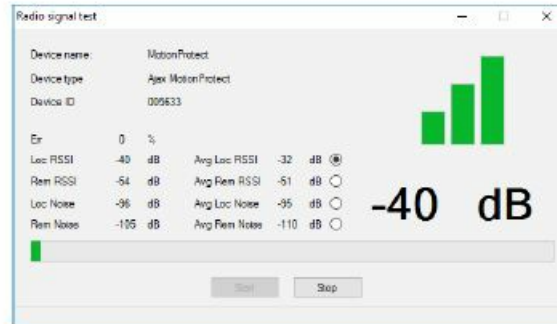 Radio signal test
Device name: MotionProtect
Device type Ajax MotionProtect
Device ID 005633
Err 0 %
Loc RSSI -40 dB Avg Loc RSSI -32 dB
Rem RSSI -54 dB Avg Rem RSSI -51 dB
Loc Noise -96 dB Avg Loc Noise -95 dB
Rem Noise -105 dB Avg Rem Noise -110 dB
-40 dB
Start Stop